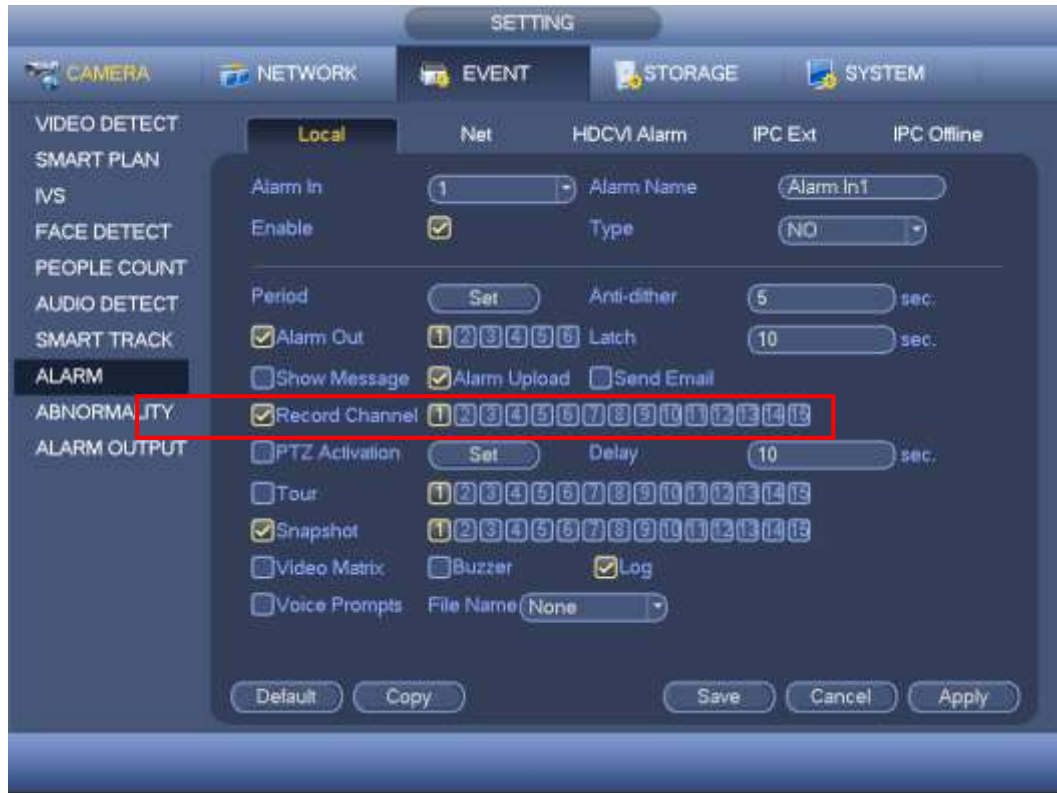 SETTING
CAMERA NETWORK EVENT STORAGE SYSTEM
VIDEO DETECT
SMART PLAN
IVS
FACE DETECT
PEOPLE COUNT
AUDIO DETECT
SMART TRACK
ALARM
ABNORMALITY
ALARM OUTPUT
Local Net HDCVI Alarm IPC Ext IPC Offline
Alarm In 1 Alarm Name Alarm In1
Enable Type NO
Period Set Anti-dither 5 sec.
Alarm Out 1 2 3 4 5 6 Latch 10 sec.
Show Message Alarm Upload Send Email
Record Channel 1 2 3 4 5 6 7 8 9 10 11 12 13 14 15
PTZ Activation Set Delay 10 sec.
Tour 1 2 3 4 5 6 7 8 9 10 11 12 13 14 15
Snapshot 1 2 3 4 5 6 7 8 9 10 11 12 13 14 15
Video Matrix Buzzer Log
Voice Prompts File Name None
Default Copy Save Cancel Apply